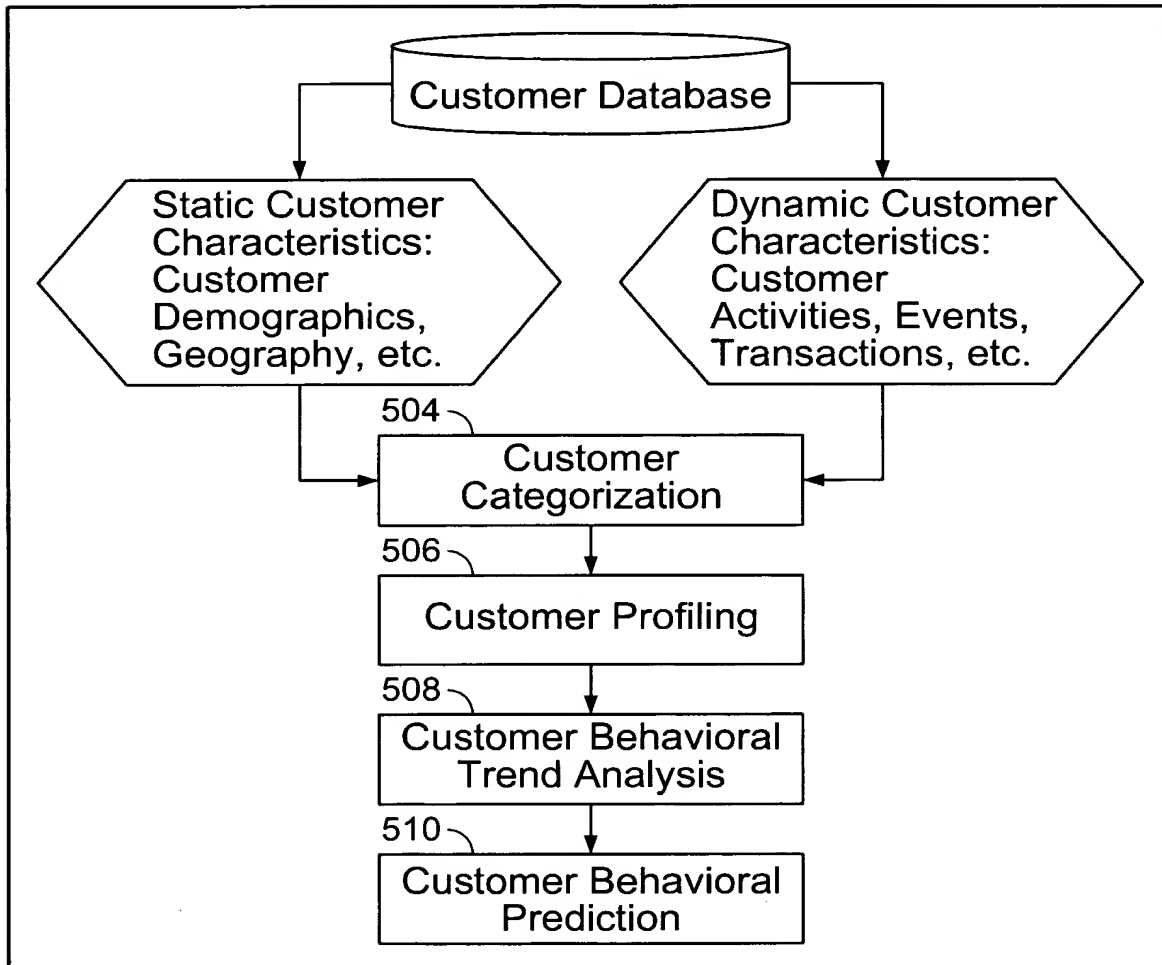 Customer Database
Static Customer
Characteristics:
Customer
Demographics,
Geography, etc.
Dynamic Customer
Characteristics:
Customer
Activities, Events,
Transactions, etc.
504
Customer
Categorization
506
Customer Profiling
508
Customer Behavioral
Trend Analysis
510
Customer Behavioral
Prediction